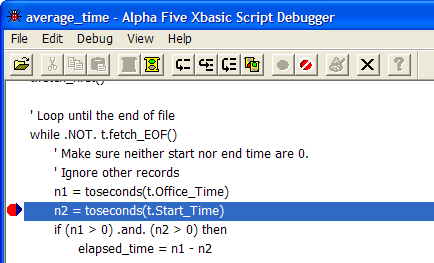 average_time - Alpha Five Xbasic Script Debugger
File Edit Debug View Help
' Loop until the end of file
while .NOT. t.fetch_EOF()
' Make sure neither start nor end time are 0.
' Ignore other records
n1 = toseconds(t.Office_Time)
n2 = toseconds(t.Start_Time)
if (n1 > 0) .and. (n2 > 0) then
elapsed_time = n1 - n2